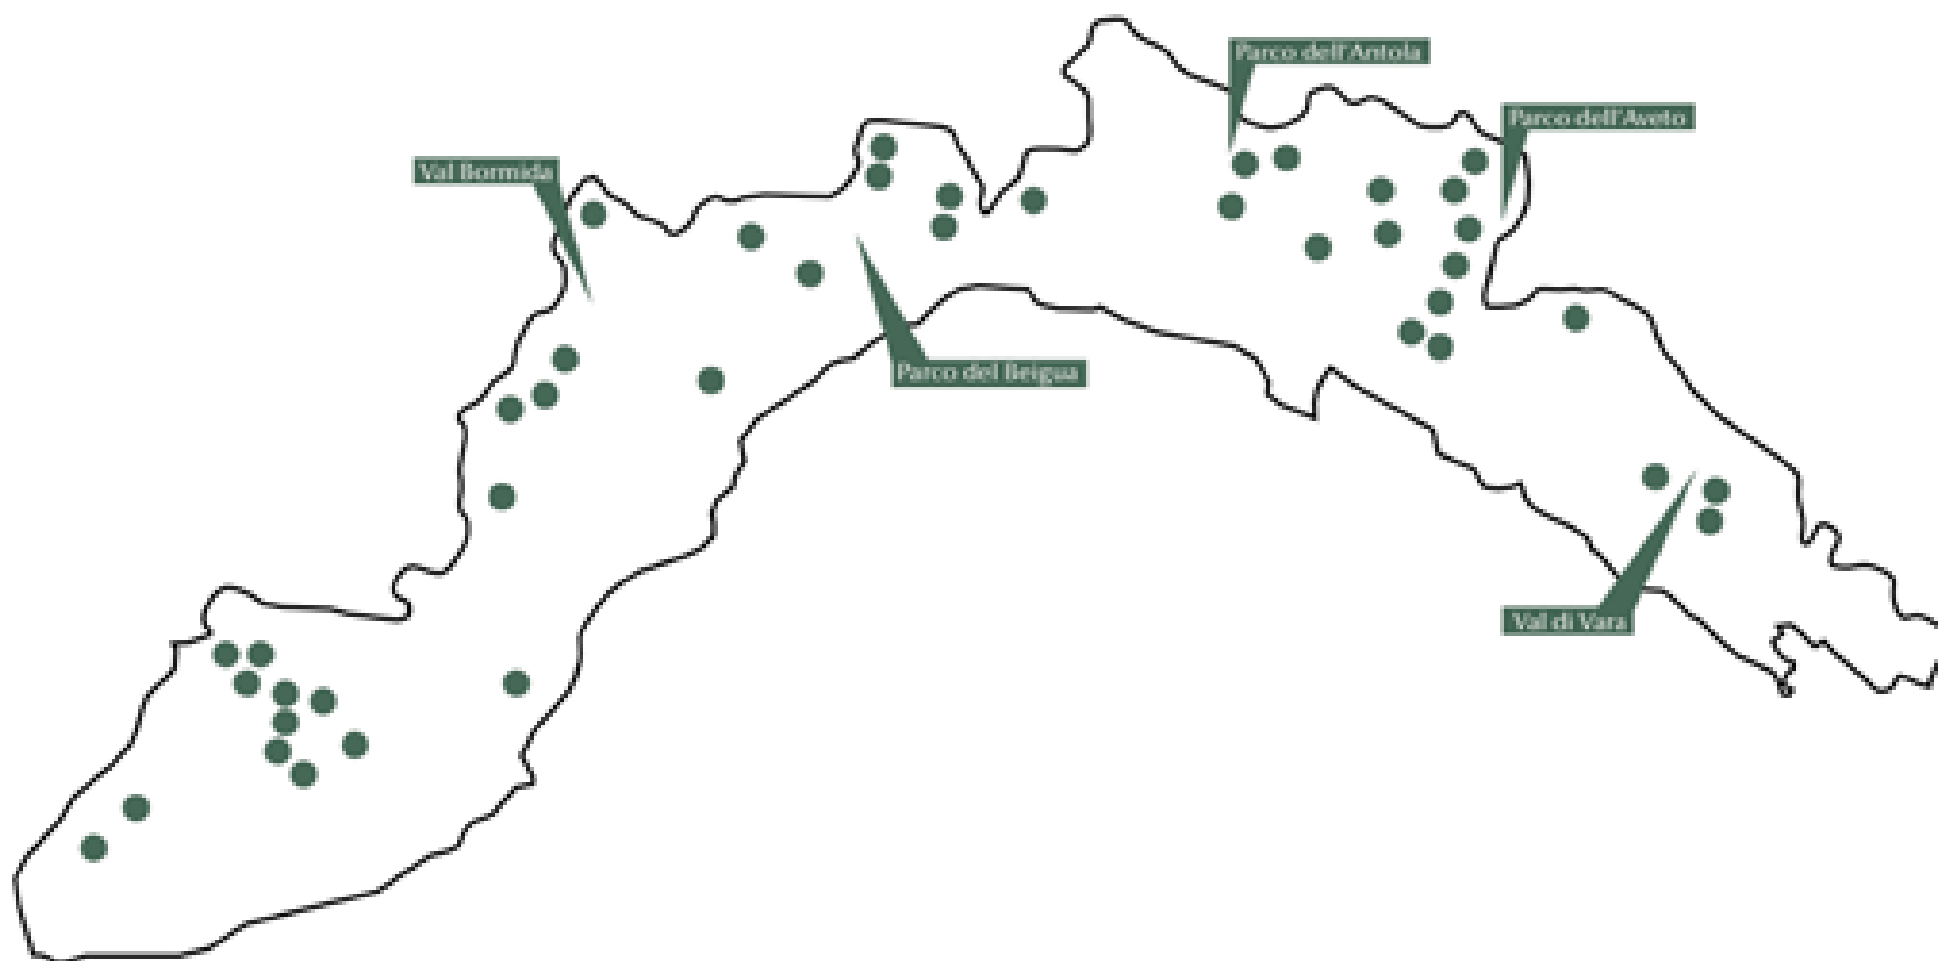 Parco dell'Antola
Parco dell'Aveto
Val Bormida
Parco del Beigua
Val di Vara